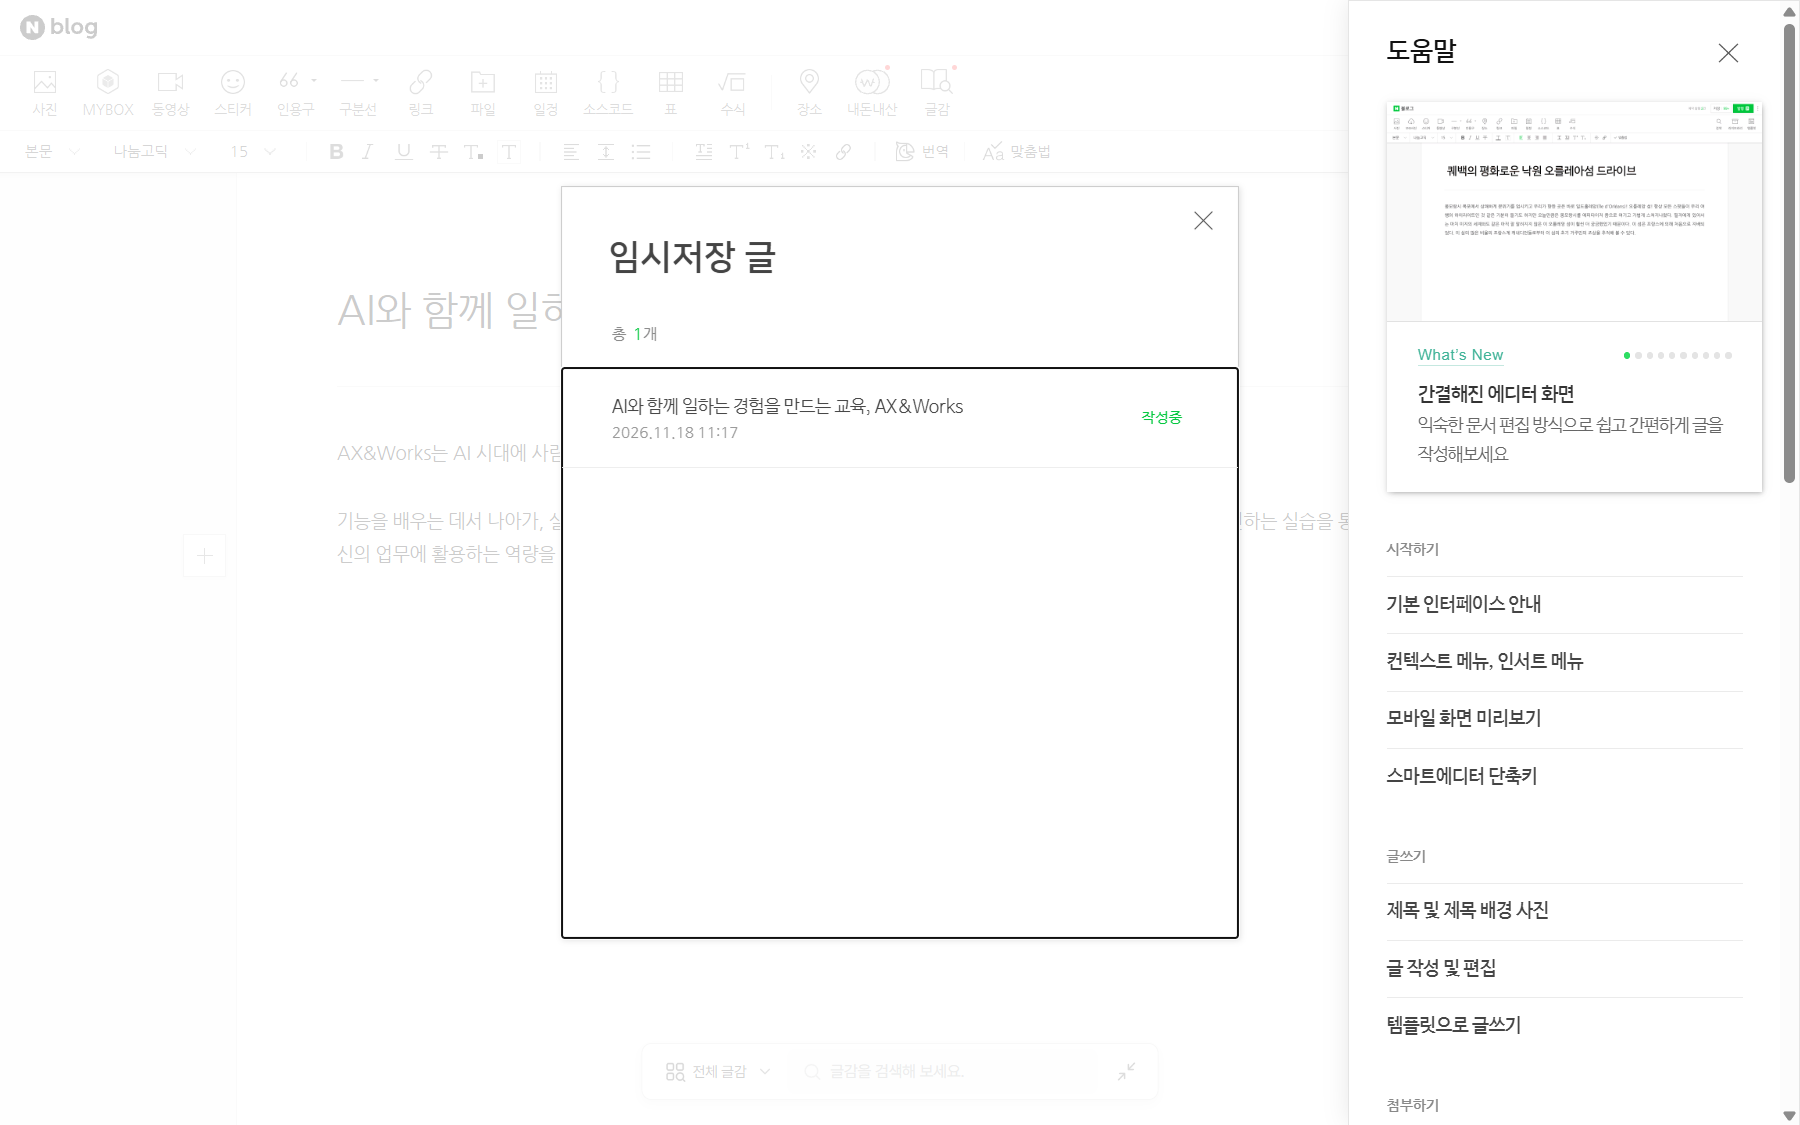 N blog
사진
MYBOX
동영상
스티커
인용구
구분선
링크
파일
일정
소스코드
표
수식
장소
내돈내산
글감
본문
나눔고딕
15
번역
맞춤법
AI와 함께 일하
AX&Works는 AI 시대에 사람
기능을 배우는 데서 나아가,
하는 실습을 통
신의 업무에 활용하는 역량을
임시저장 글
총 1개
AI와 함께 일하는 경험을 만드는 교육, AX&Works
작성중
2026.11.18 11:17
전체 글감
글감을 검색해 보세요.
도움말
퀘백의 평화로운 낙원 오를레아섬 드라이브
What's New
간결해진 에디터 화면
익숙한 문서 편집 방식으로 쉽고 간편하게 글을
작성해보세요
시작하기
기본 인터페이스 안내
컨텍스트 메뉴, 인서트 메뉴
모바일 화면 미리보기
스마트에디터 단축키
글쓰기
제목 및 제목 배경 사진
글 작성 및 편집
템플릿으로 글쓰기
첨부하기